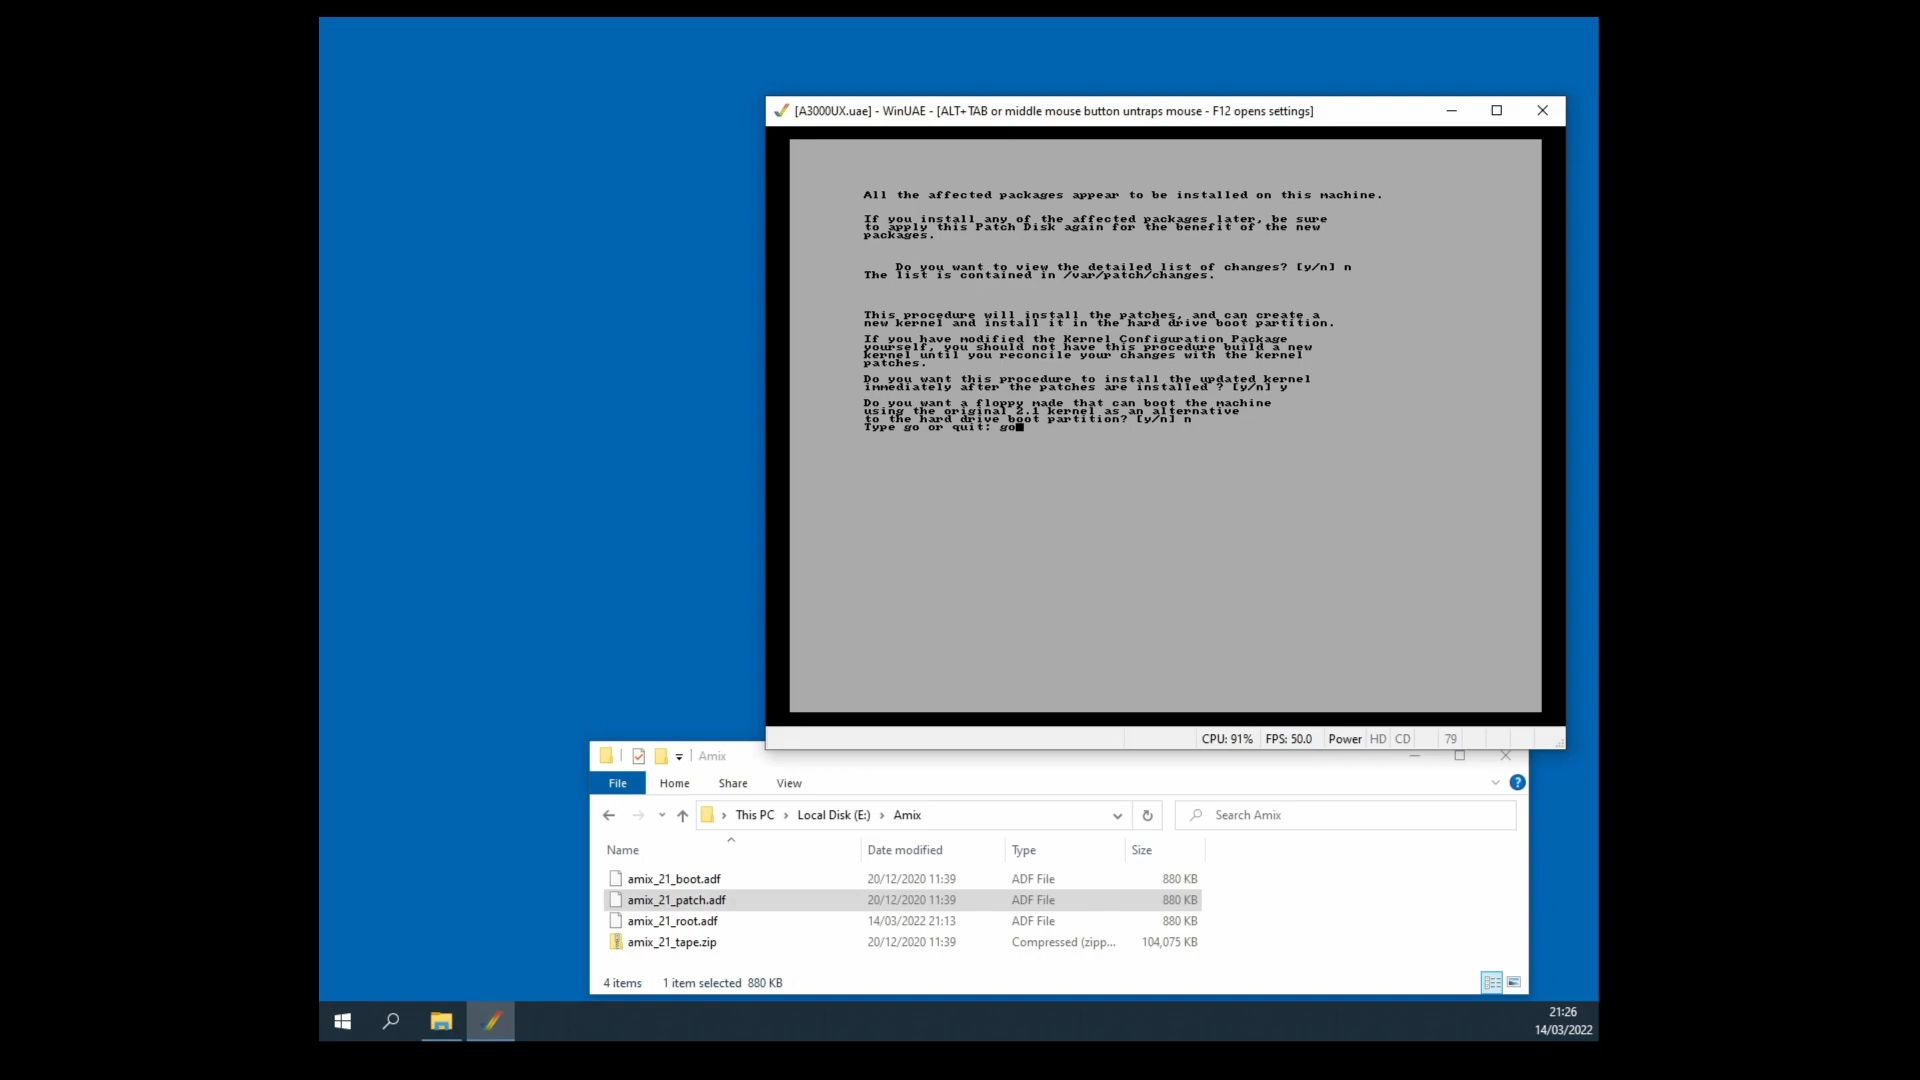 [A3000UX.uae] - WinUAE - [ALT+TAB or middle mouse button untraps mouse - F12 opens settings]
All the affected packages appear to be installed on this machine.
If you install any of the affected packages later, be sure
to apply this Patch Disk again for the benefit of the new
packages.
Do you want to view the detailed list of changes? [y/n] n
The list is contained in /var/patch/changes.
This procedure will install the patches, and can create a
new kernel and install it in the hard drive boot partition.
If you have modified the Kernel Configuration Package
yourself, you should not have this procedure build a new
kernel until you reconcile your changes with the kernel
patches.
Do you want this procedure to install the updated kernel
immediately after the patches are installed ? [y/n] y
Do you want a floppy made that can boot the machine
using the original 2.1 kernel as an alternative
to the hard drive boot partition? [y/n] n
Type go or quit: go
CPU: 91% FPS: 50.0 Power HD CD 79
Amix
File Home Share View
This PC Local Disk (E:) Amix Search Amix
Name Date modified Type Size
amix_21_boot.adf 20/12/2020 11:39 ADF File 880 KB
amix_21_patch.adf 20/12/2020 11:39 ADF File 880 KB
amix_21_root.adf 14/03/2022 21:13 ADF File 880 KB
amix_21_tape.zip 20/12/2020 11:39 Compressed (zipp... 104,075 KB
4 items 1 item selected 880 KB
21:26
14/03/2022